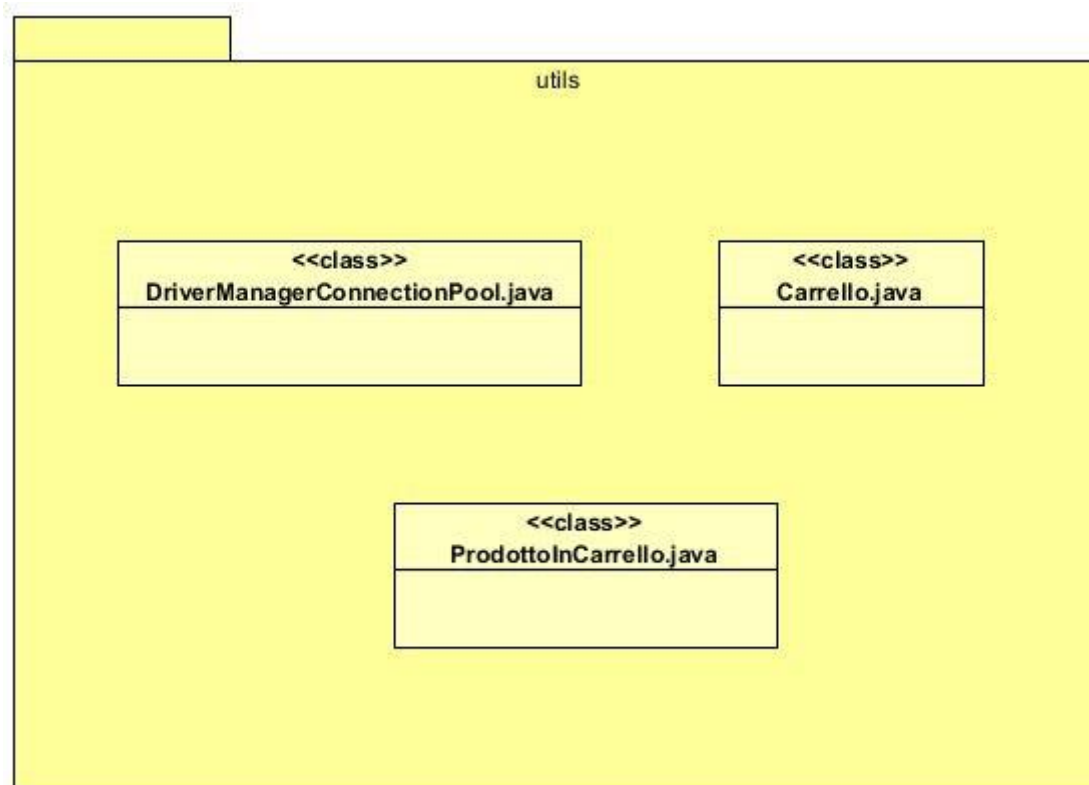 utils
<<class>>
DriverManagerConnectionPool.java
<<class>>
Carrello.java
<<class>>
ProdottoInCarrello.java